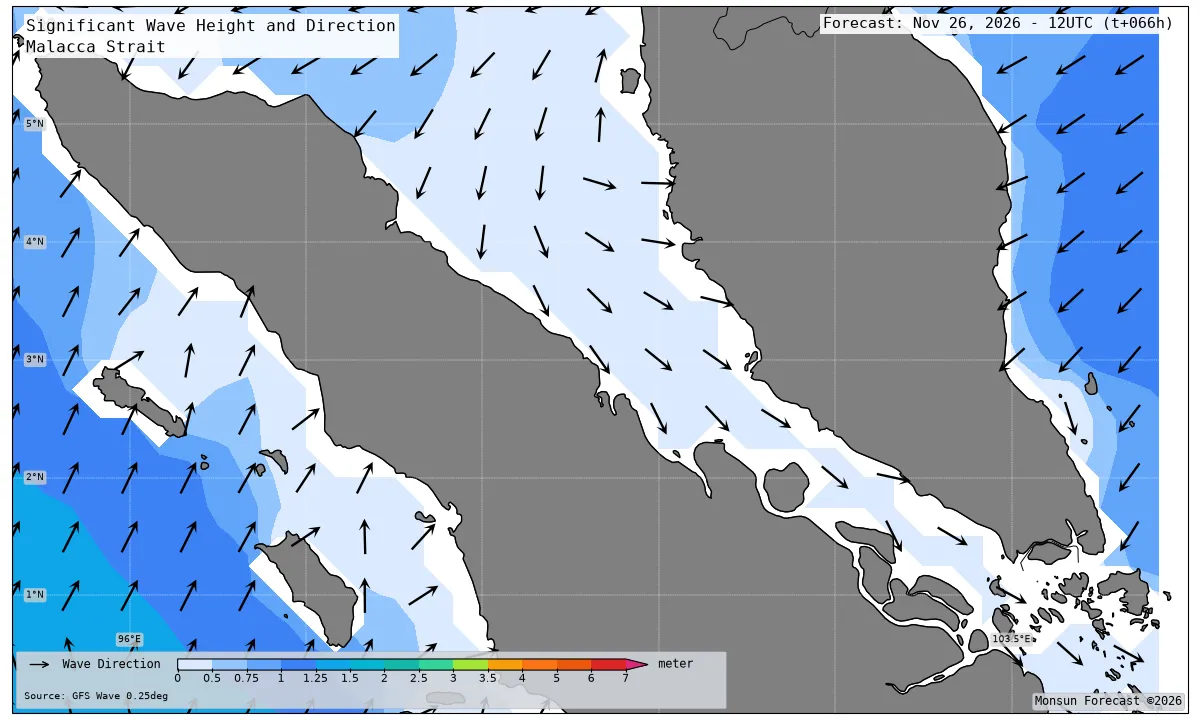 Significant Wave Height and Direction
Malacca Strait
Forecast: Nov 26, 2026 - 12UTC (t+066h)
5°N
4°N
3°N
2°N
1°N
96°E
103.5°E
Wave Direction
0 0.5 0.75 1 1.25 1.5 2 2.5 3 3.5 4 5 6 7
meter
Source: GFS Wave 0.25deg
Monsun Forecast ©2026